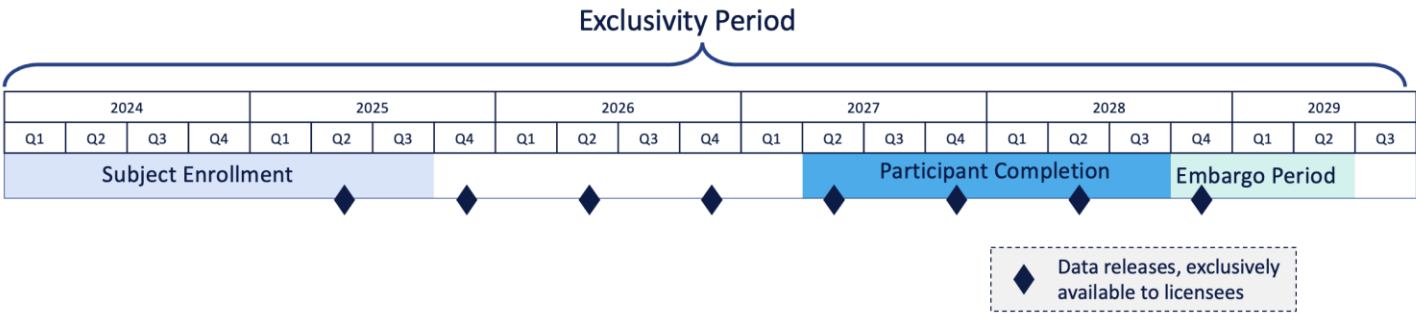 Exclusivity Period
2024 2025 2026 2027 2028 2029
Q1 Q2 Q3 Q4 Q1 Q2 Q3 Q4 Q1 Q2 Q3 Q4 Q1 Q2 Q3 Q4 Q1 Q2 Q3 Q4 Q1 Q2 Q3
Subject Enrollment Participant Completion Embargo Period
Data releases, exclusively
available to licensees